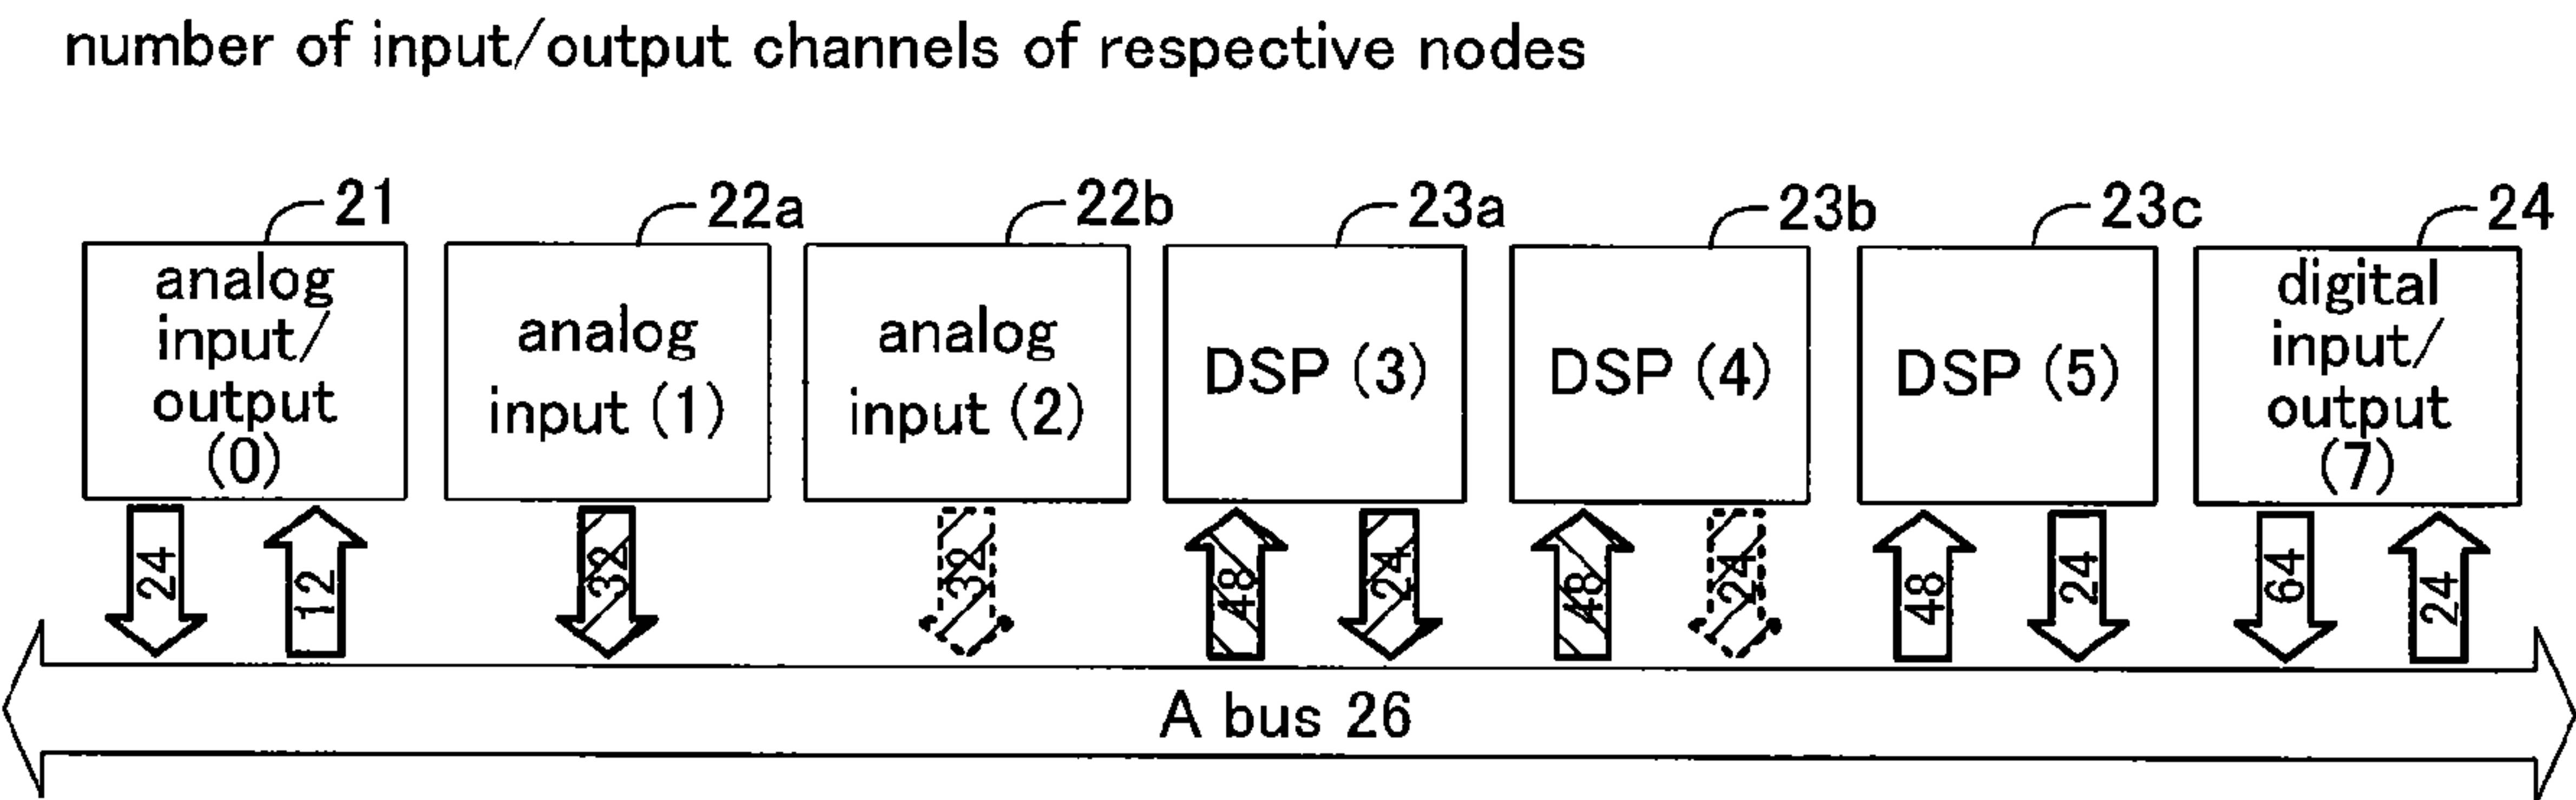 number of input/output channels of respective nodes
21 22a 22b 23a 23b 23c 24
analog
input/
output
(0)
analog
input (1)
analog
input (2)
DSP (3)
DSP (4)
DSP (5)
digital
input/
output
(7)
24 12 32 32 48 24 48 24 48 24 64 24
A bus 26